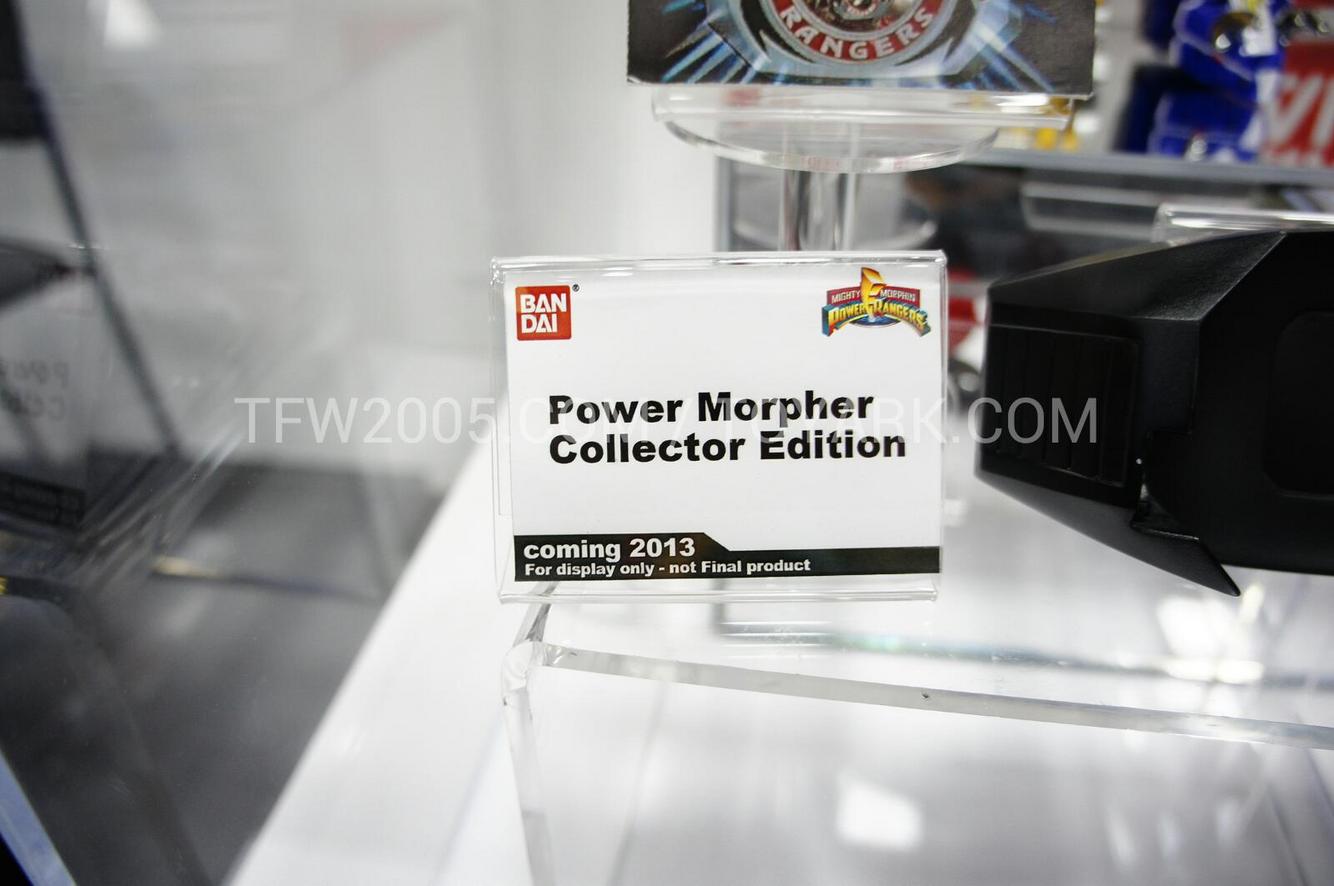 RANGERS
BAN
DAI
®
MIGHTY MORPHIN
POWER RANGERS
Power Morpher
Collector Edition
TFW2005.COM
.COM
coming 2013
For display only - not Final product